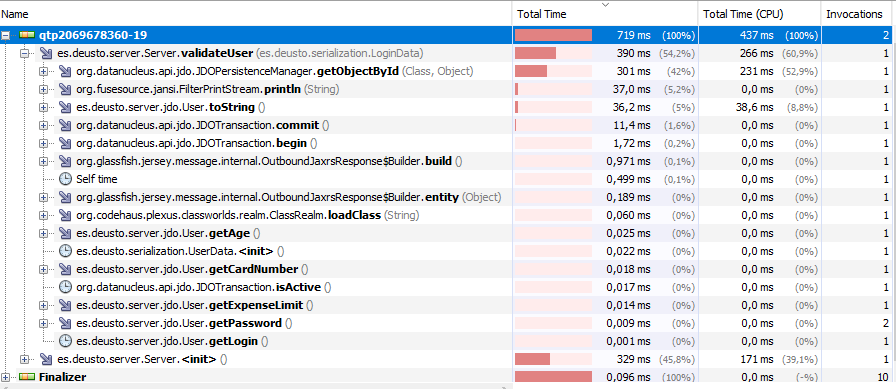 Name Total Time Total Time (CPU) Invocations
qtp2069678360-19 719 ms (100%) 437 ms (100%) 2
es.deusto.server.Server.validateUser (es.deusto.serialization.LoginData) 390 ms (54,2%) 266 ms (60,9%) 1
org.datanucleus.api.jdo.JDOPersistenceManager.getObjectById (Class, Object) 301 ms (42%) 231 ms (52,9%) 1
org.fusesource.jansi.FilterPrintStream.println (String) 37,0 ms (5,2%) 0,0 ms (0%) 1
es.deusto.server.jdo.User.toString () 36,2 ms (5%) 38,6 ms (8,8%) 1
org.datanucleus.api.jdo.JDOTransaction.commit () 11,4 ms (1,6%) 0,0 ms (0%) 1
org.datanucleus.api.jdo.JDOTransaction.begin () 1,72 ms (0,2%) 0,0 ms (0%) 1
org.glassfish.jersey.message.internal.OutboundJaxrsResponse$Builder.build () 0,971 ms (0,1%) 0,0 ms (0%) 1
Self time 0,499 ms (0,1%) 0,0 ms (0%) 1
org.glassfish.jersey.message.internal.OutboundJaxrsResponse$Builder.entity (Object) 0,189 ms (0%) 0,0 ms (0%) 1
org.codehaus.plexus.classworlds.realm.ClassRealm.loadClass (String) 0,060 ms (0%) 0,0 ms (0%) 1
es.deusto.server.jdo.User.getAge () 0,025 ms (0%) 0,0 ms (0%) 1
es.deusto.serialization.UserData.<init> () 0,022 ms (0%) 0,0 ms (0%) 1
es.deusto.server.jdo.User.getCardNumber () 0,018 ms (0%) 0,0 ms (0%) 1
org.datanucleus.api.jdo.JDOTransaction.isActive () 0,017 ms (0%) 0,0 ms (0%) 1
es.deusto.server.jdo.User.getExpenseLimit () 0,014 ms (0%) 0,0 ms (0%) 1
es.deusto.server.jdo.User.getPassword () 0,009 ms (0%) 0,0 ms (0%) 2
es.deusto.server.jdo.User.getLogin () 0,001 ms (0%) 0,0 ms (0%) 1
es.deusto.server.Server.<init> () 329 ms (45,8%) 171 ms (39,1%) 1
Finalizer 0,096 ms (100%) 0,0 ms (-%) 10